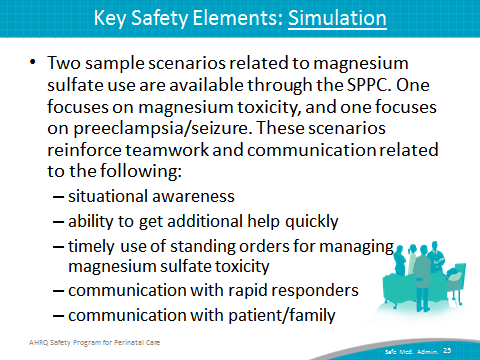 Key Safety Elements: Simulation
• Two sample scenarios related to magnesium
sulfate use are available through the SPPC. One
focuses on magnesium toxicity, and one focuses
on preeclampsia/seizure. These scenarios
reinforce teamwork and communication related
to the following:
– situational awareness
– ability to get additional help quickly
– timely use of standing orders for managing
magnesium sulfate toxicity
– communication with rapid responders
– communication with patient/family
AHRQ Safety Program for Perinatal Care
Safe Med. Admin. 25